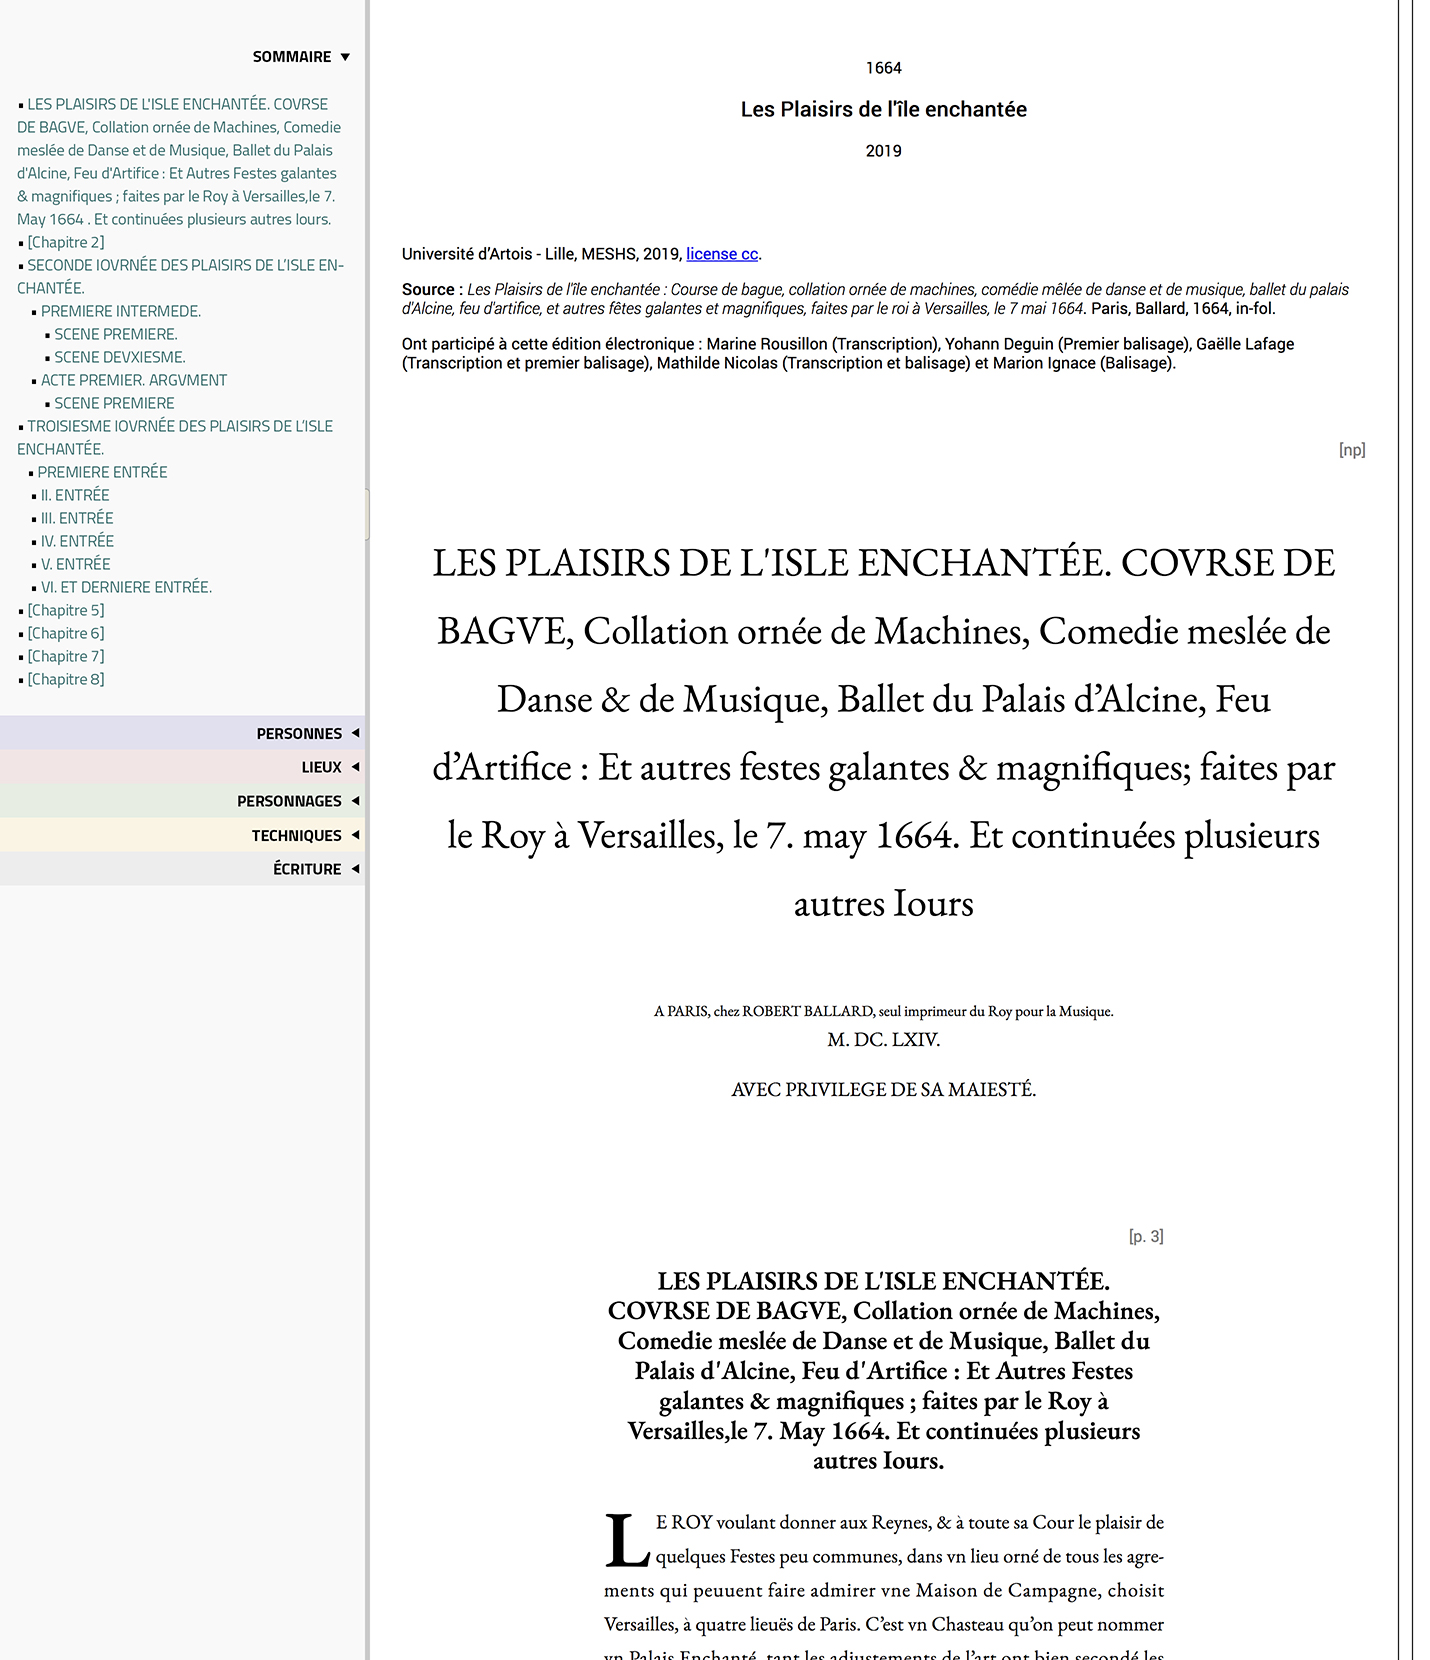 SOMMAIRE ▼
▪ LES PLAISIRS DE L'ISLE ENCHANTÉE. COVRSE
DE BAGVE, Collation ornée de Machines, Comedie
meslée de Danse et de Musique, Ballet du Palais
d'Alcine, Feu d'Artifice : Et Autres Festes galantes
& magnifiques ; faites par le Roy à Versailles,le 7.
May 1664 . Et continuées plusieurs autres Iours.
▪ [Chapitre 2]
▪ SECONDE IOVRNÉE DES PLAISIRS DE L’ISLE EN-
CHANTÉE.
▪ PREMIERE INTERMEDE.
▪ SCENE PREMIERE.
▪ SCENE DEVXIESME.
▪ ACTE PREMIER. ARGVMENT
▪ SCENE PREMIERE
▪ TROISIESME IOVRNÉE DES PLAISIRS DE L’ISLE
ENCHANTÉE.
▪ PREMIERE ENTRÉE
▪ II. ENTRÉE
▪ III. ENTRÉE
▪ IV. ENTRÉE
▪ V. ENTRÉE
▪ VI. ET DERNIERE ENTRÉE.
▪ [Chapitre 5]
▪ [Chapitre 6]
▪ [Chapitre 7]
▪ [Chapitre 8]
PERSONNES ◀
LIEUX ◀
PERSONNAGES ◀
TECHNIQUES ◀
ÉCRITURE ◀
1664
Les Plaisirs de l'île enchantée
2019
Université d’Artois - Lille, MESHS, 2019, license cc.
Source : Les Plaisirs de l'île enchantée : Course de bague, collation ornée de machines, comédie mêlée de danse et de musique, ballet du palais
d'Alcine, feu d'artifice, et autres fêtes galantes et magnifiques, faites par le roi à Versailles, le 7 mai 1664. Paris, Ballard, 1664, in-fol.
Ont participé à cette édition électronique : Marine Rousillon (Transcription), Yohann Deguin (Premier balisage), Gaëlle Lafage
(Transcription et premier balisage), Mathilde Nicolas (Transcription et balisage) et Marion Ignace (Balisage).
[np]
LES PLAISIRS DE L'ISLE ENCHANTÉE. COVRSE DE
BAGVE, Collation ornée de Machines, Comedie meslée de
Danse & de Musique, Ballet du Palais d’Alcine, Feu
d’Artifice : Et autres festes galantes & magnifiques; faites par
le Roy à Versailles, le 7. may 1664. Et continuées plusieurs
autres Iours
A PARIS, chez ROBERT BALLARD, seul imprimeur du Roy pour la Musique.
M. DC. LXIV.
AVEC PRIVILEGE DE SA MAIESTÉ.
[p. 3]
LES PLAISIRS DE L'ISLE ENCHANTÉE.
COVRSE DE BAGVE, Collation ornée de Machines,
Comedie meslée de Danse et de Musique, Ballet du
Palais d'Alcine, Feu d'Artifice : Et Autres Festes
galantes & magnifiques ; faites par le Roy à
Versailles,le 7. May 1664. Et continuées plusieurs
autres Iours.
LE ROY voulant donner aux Reynes, & à toute sa Cour le plaisir de
quelques Festes peu communes, dans vn lieu orné de tous les agre-
ments qui peuuent faire admirer vne Maison de Campagne, choisit
Versailles, à quatre lieuës de Paris. C’est vn Chasteau qu’on peut nommer
vn Palais Enchanté, tant les adjustements de l’art ont bien secondé les